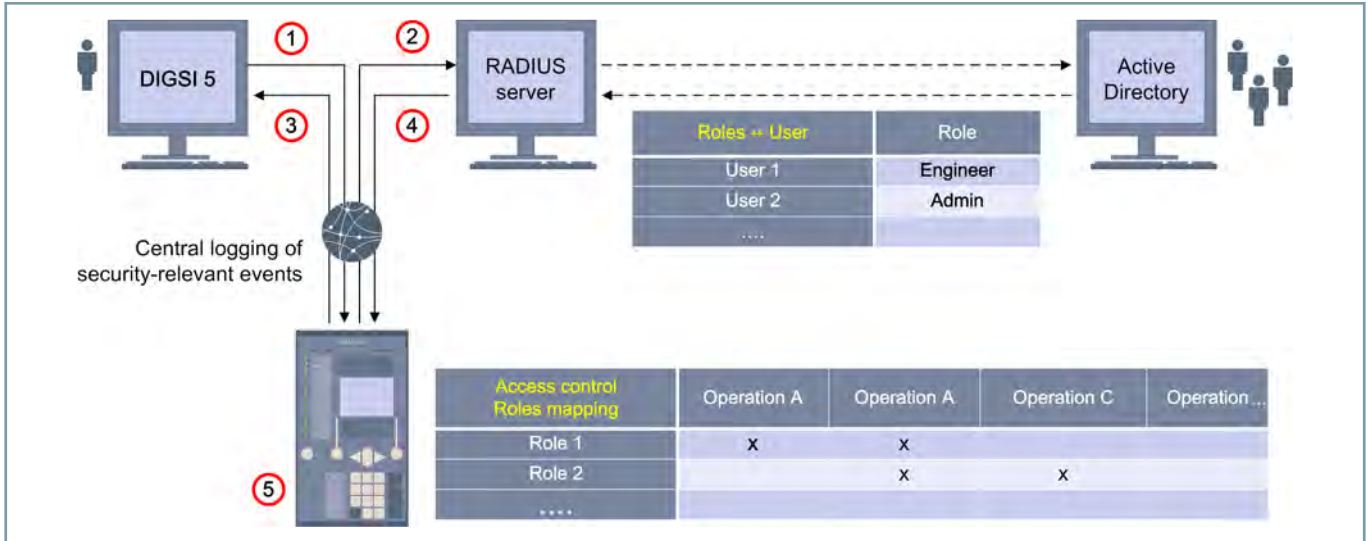 1
2
DIGSI 5
RADIUS
server
Active
Directory
3
4
Roles ↔ User Role
User 1 Engineer
User 2 Admin
....
Central logging of
security-relevant events
Access control
Roles mapping
Operation A Operation A Operation C Operation ...
Role 1 x x
Role 2 x x
....
5